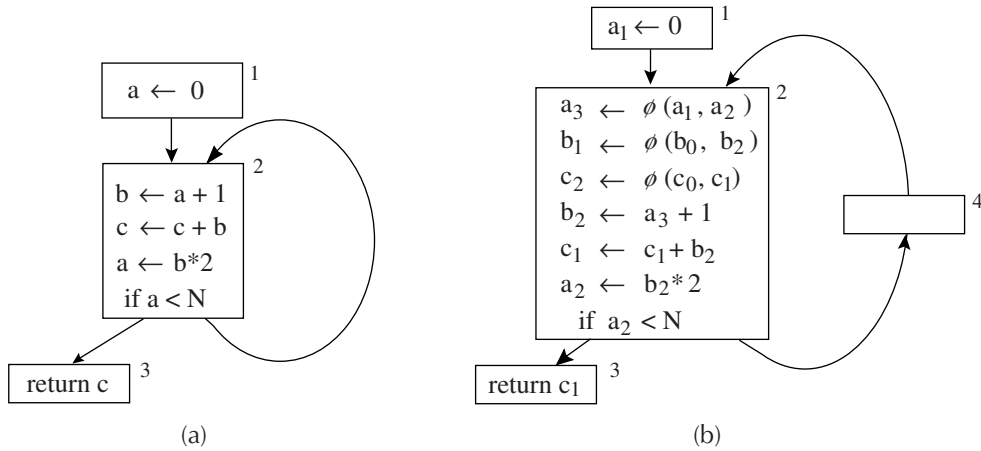 1
a ← 0
2
b ← a + 1
c ← c + b
a ← b*2
if a < N
3
return c
(a)
1
a₁ ← 0
2
a₃ ← ϕ (a₁, a₂)
b₁ ← ϕ (b₀, b₂)
c₂ ← ϕ (c₀, c₁)
b₂ ← a₃ + 1
c₁ ← c₁ + b₂
a₂ ← b₂* 2
if a₂ < N
4
3
return c₁
(b)